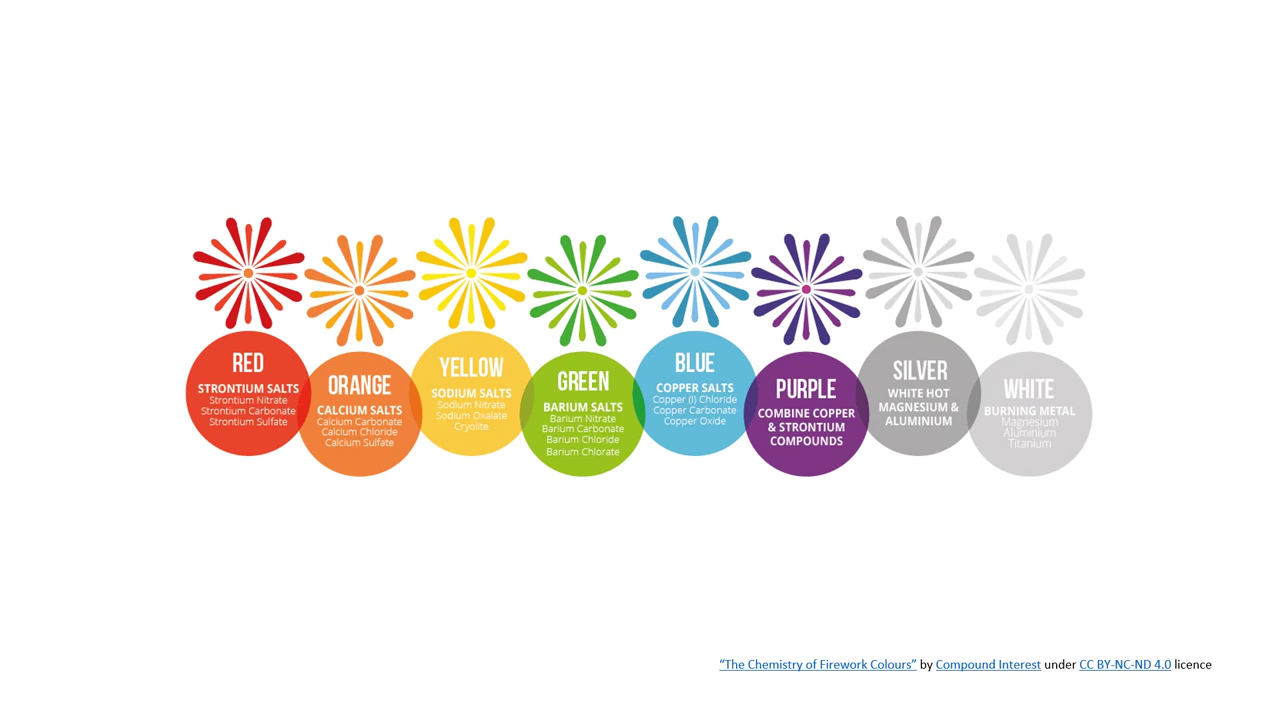 RED
STRONTIUM SALTS
Strontium Nitrate
Strontium Carbonate
Strontium Sulfate
ORANGE
CALCIUM SALTS
Calcium Carbonate
Calcium Chloride
Calcium Sulfate
YELLOW
SODIUM SALTS
Sodium Nitrate
Sodium Oxalate
Cryolite
GREEN
BARIUM SALTS
Barium Nitrate
Barium Carbonate
Barium Chloride
Barium Chlorate
BLUE
COPPER SALTS
Copper (I) Chloride
Copper Carbonate
Copper Oxide
PURPLE
COMBINE COPPER
& STRONTIUM
COMPOUNDS
SILVER
WHITE HOT
MAGNESIUM &
ALUMINIUM
WHITE
BURNING METAL
Magnesium
Aluminium
Titanium
“The Chemistry of Firework Colours” by Compound Interest under CC BY-NC-ND 4.0 licence